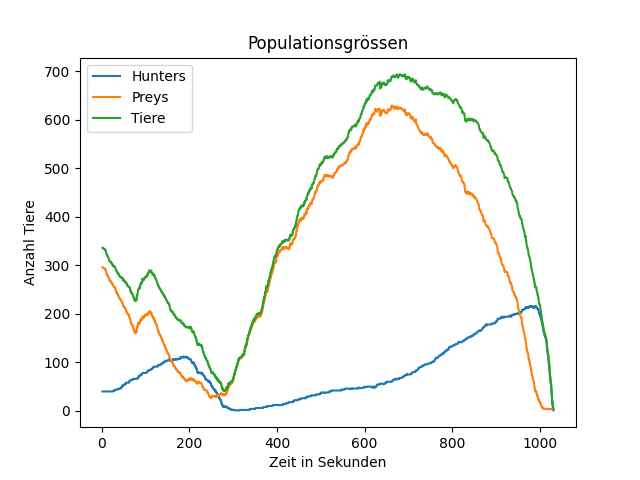 Populationsgrössen
Hunters
Preys
Tiere
Anzahl Tiere
700
600
500
400
300
200
100
0
0 200 400 600 800 1000
Zeit in Sekunden